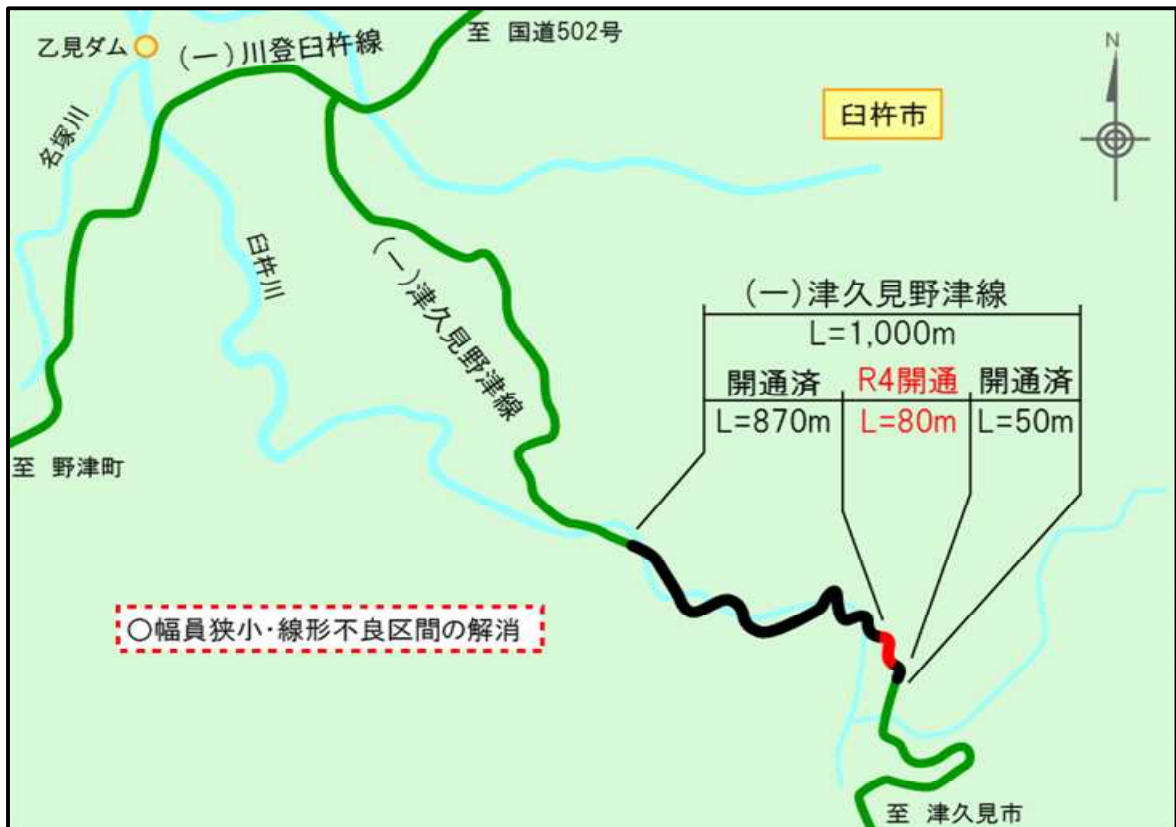 乙見ダム
(一)川登臼杵線
至 国道502号
N
臼杵市
名塚川
臼杵川
(一)津久見野津線
(一)津久見野津線
L=1,000m
開通済 R4開通 開通済
L=870m L=80m L=50m
至 野津町
○幅員狭小・線形不良区間の解消
至 津久見市